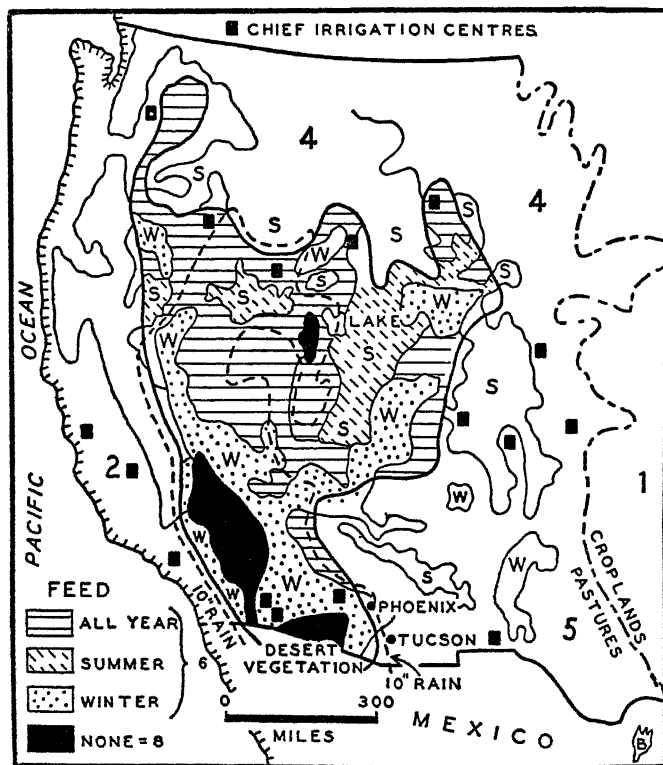 CHIEF IRRIGATION CENTRES
4
S
4
S
S
S
W
W
S
S
S
W
S
W
LAKE
OCEAN
S
S
W
S
W
2
W
1
PACIFIC
W
W
W
S
FEED
W
ALL YEAR
SUMMER
WINTER
NONE = 8
6
10" RAIN
PHOENIX
TUCSON
5
CROPLANDS
PASTURES
DESERT
VEGETATION
10" RAIN
0 300
MILES
MEXICO
B